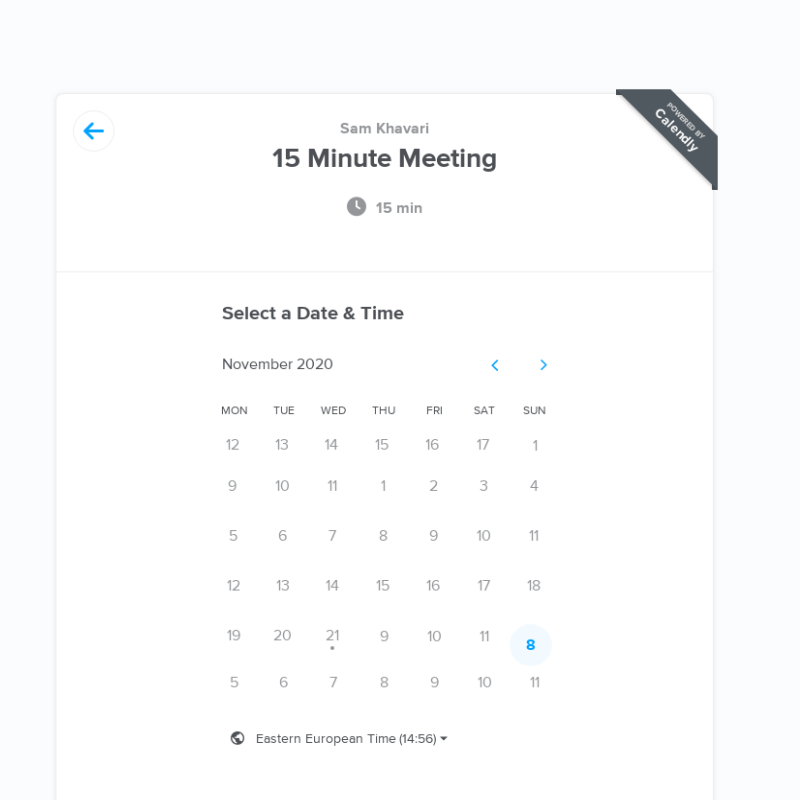 POWERED BY
Calendly
Sam Khavari
15 Minute Meeting
15 min
Select a Date & Time
November 2020
MON TUE WED THU FRI SAT SUN
12 13 14 15 16 17 1
9 10 11 1 2 3 4
5 6 7 8 9 10 11
12 13 14 15 16 17 18
19 20 21 9 10 11 8
5 6 7 8 9 10 11
Eastern European Time (14:56)